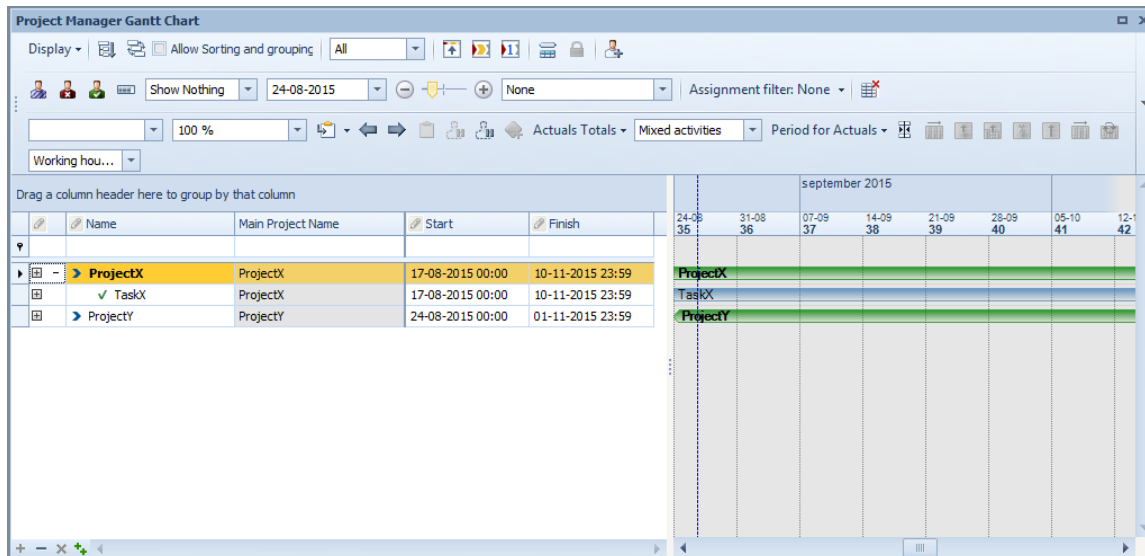 Project Manager Gantt Chart
Display Allow Sorting and grouping All
Show Nothing 24-08-2015 None Assignment filter: None
100 % Actuals Totals Mixed activities Period for Actuals
Working hou...
Drag a column header here to group by that column
september 2015
Name Main Project Name Start Finish
24-08 31-08 07-09 14-09 21-09 28-09 05-10 12-1
35 36 37 38 39 40 41 42
ProjectX ProjectX 17-08-2015 00:00 10-11-2015 23:59 ProjectX
TaskX ProjectX 17-08-2015 00:00 10-11-2015 23:59 TaskX
ProjectY ProjectY 24-08-2015 00:00 01-11-2015 23:59 ProjectY